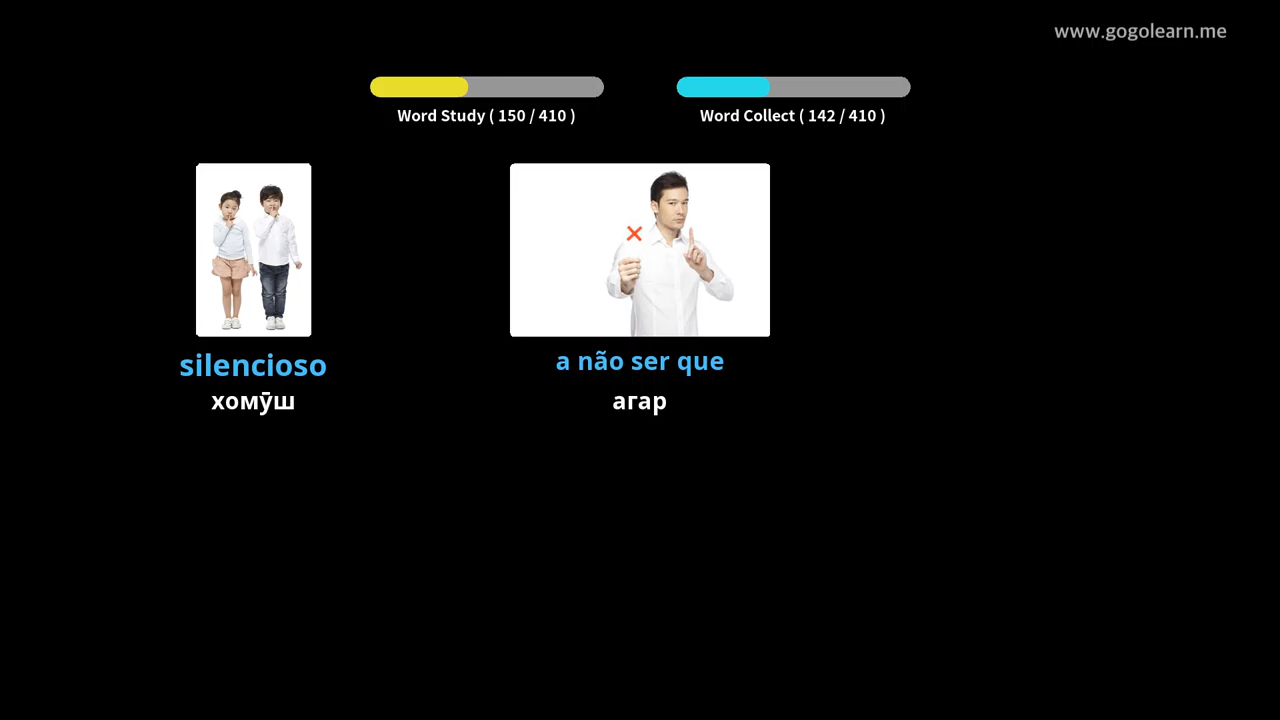 www.gogolearn.me
Word Study ( 150 / 410 )
Word Collect ( 142 / 410 )
silencioso
хомӯш
a não ser que
агар